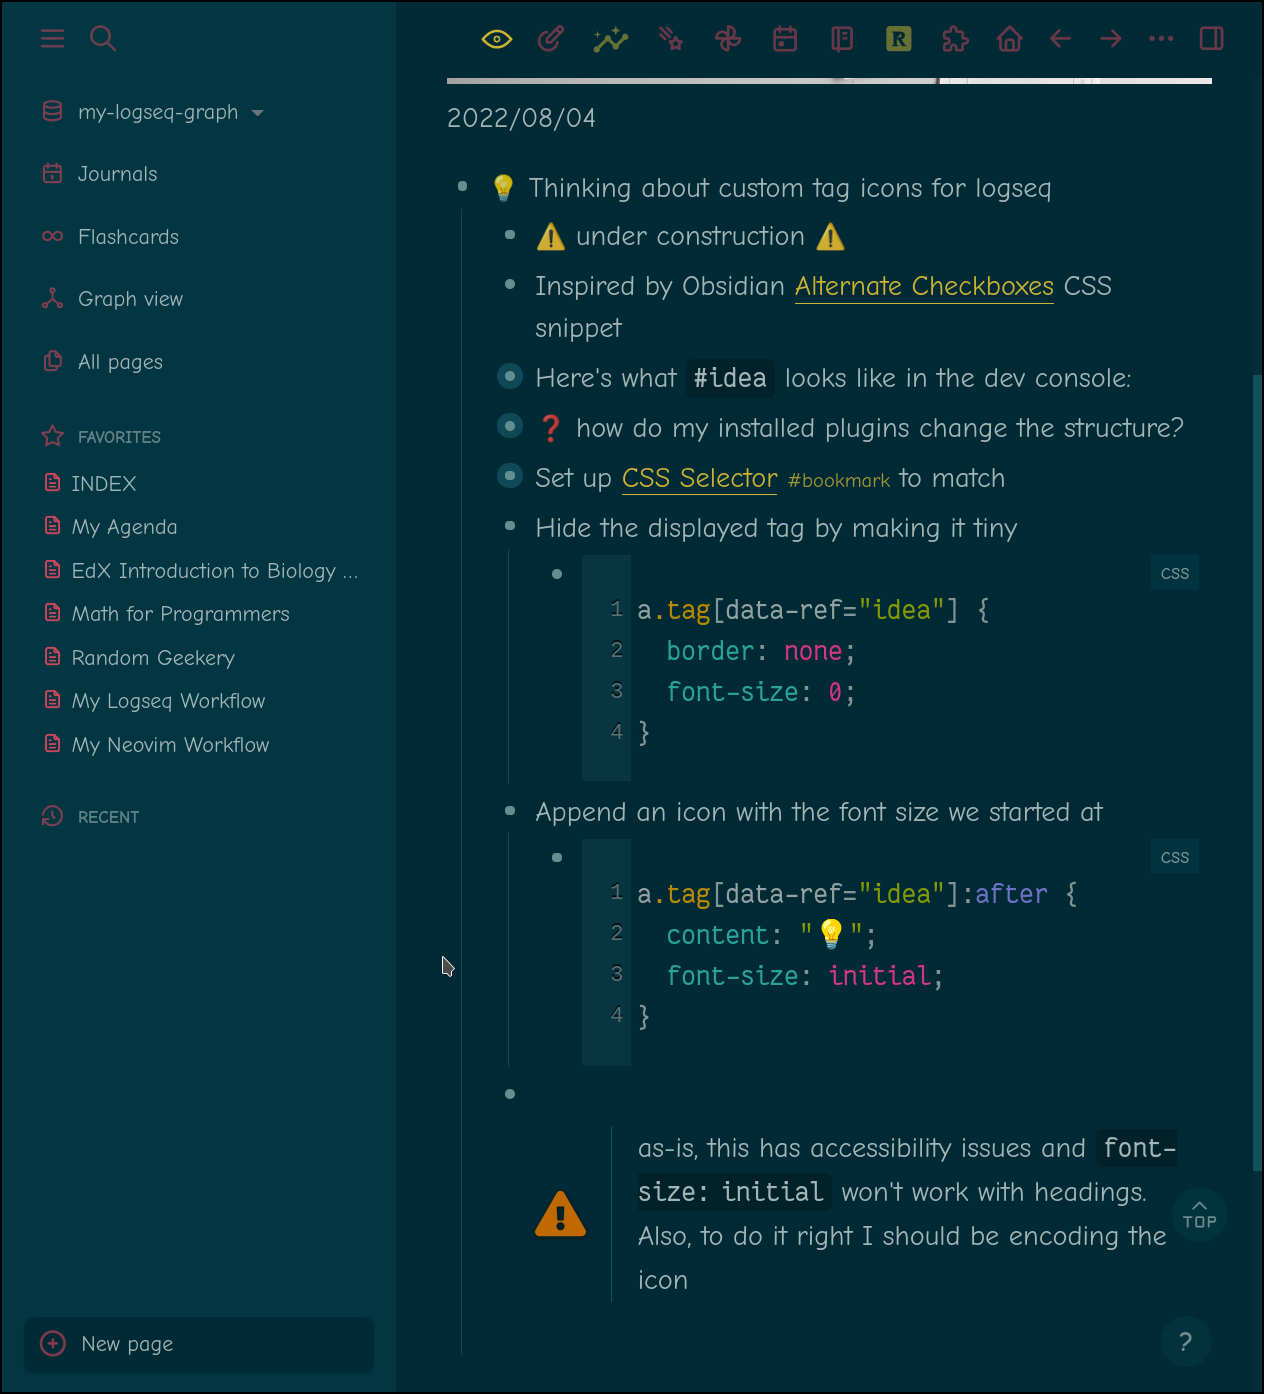 R
my-logseq-graph
Journals
Flashcards
Graph view
All pages
FAVORITES
INDEX
My Agenda
EdX Introduction to Biology ...
Math for Programmers
Random Geekery
My Logseq Workflow
My Neovim Workflow
RECENT
New page
2022/08/04
💡 Thinking about custom tag icons for logseq
⚠️ under construction ⚠️
Inspired by Obsidian Alternate Checkboxes CSS
snippet
Here's what #idea looks like in the dev console:
❓ how do my installed plugins change the structure?
Set up CSS Selector #bookmark to match
Hide the displayed tag by making it tiny
CSS
1 a.tag[data-ref="idea"] {
2   border: none;
3   font-size: 0;
4 }
Append an icon with the font size we started at
CSS
1 a.tag[data-ref="idea"]:after {
2   content: "💡";
3   font-size: initial;
4 }
as-is, this has accessibility issues and font-
size: initial won't work with headings.
Also, to do it right I should be encoding the
icon
TOP
?